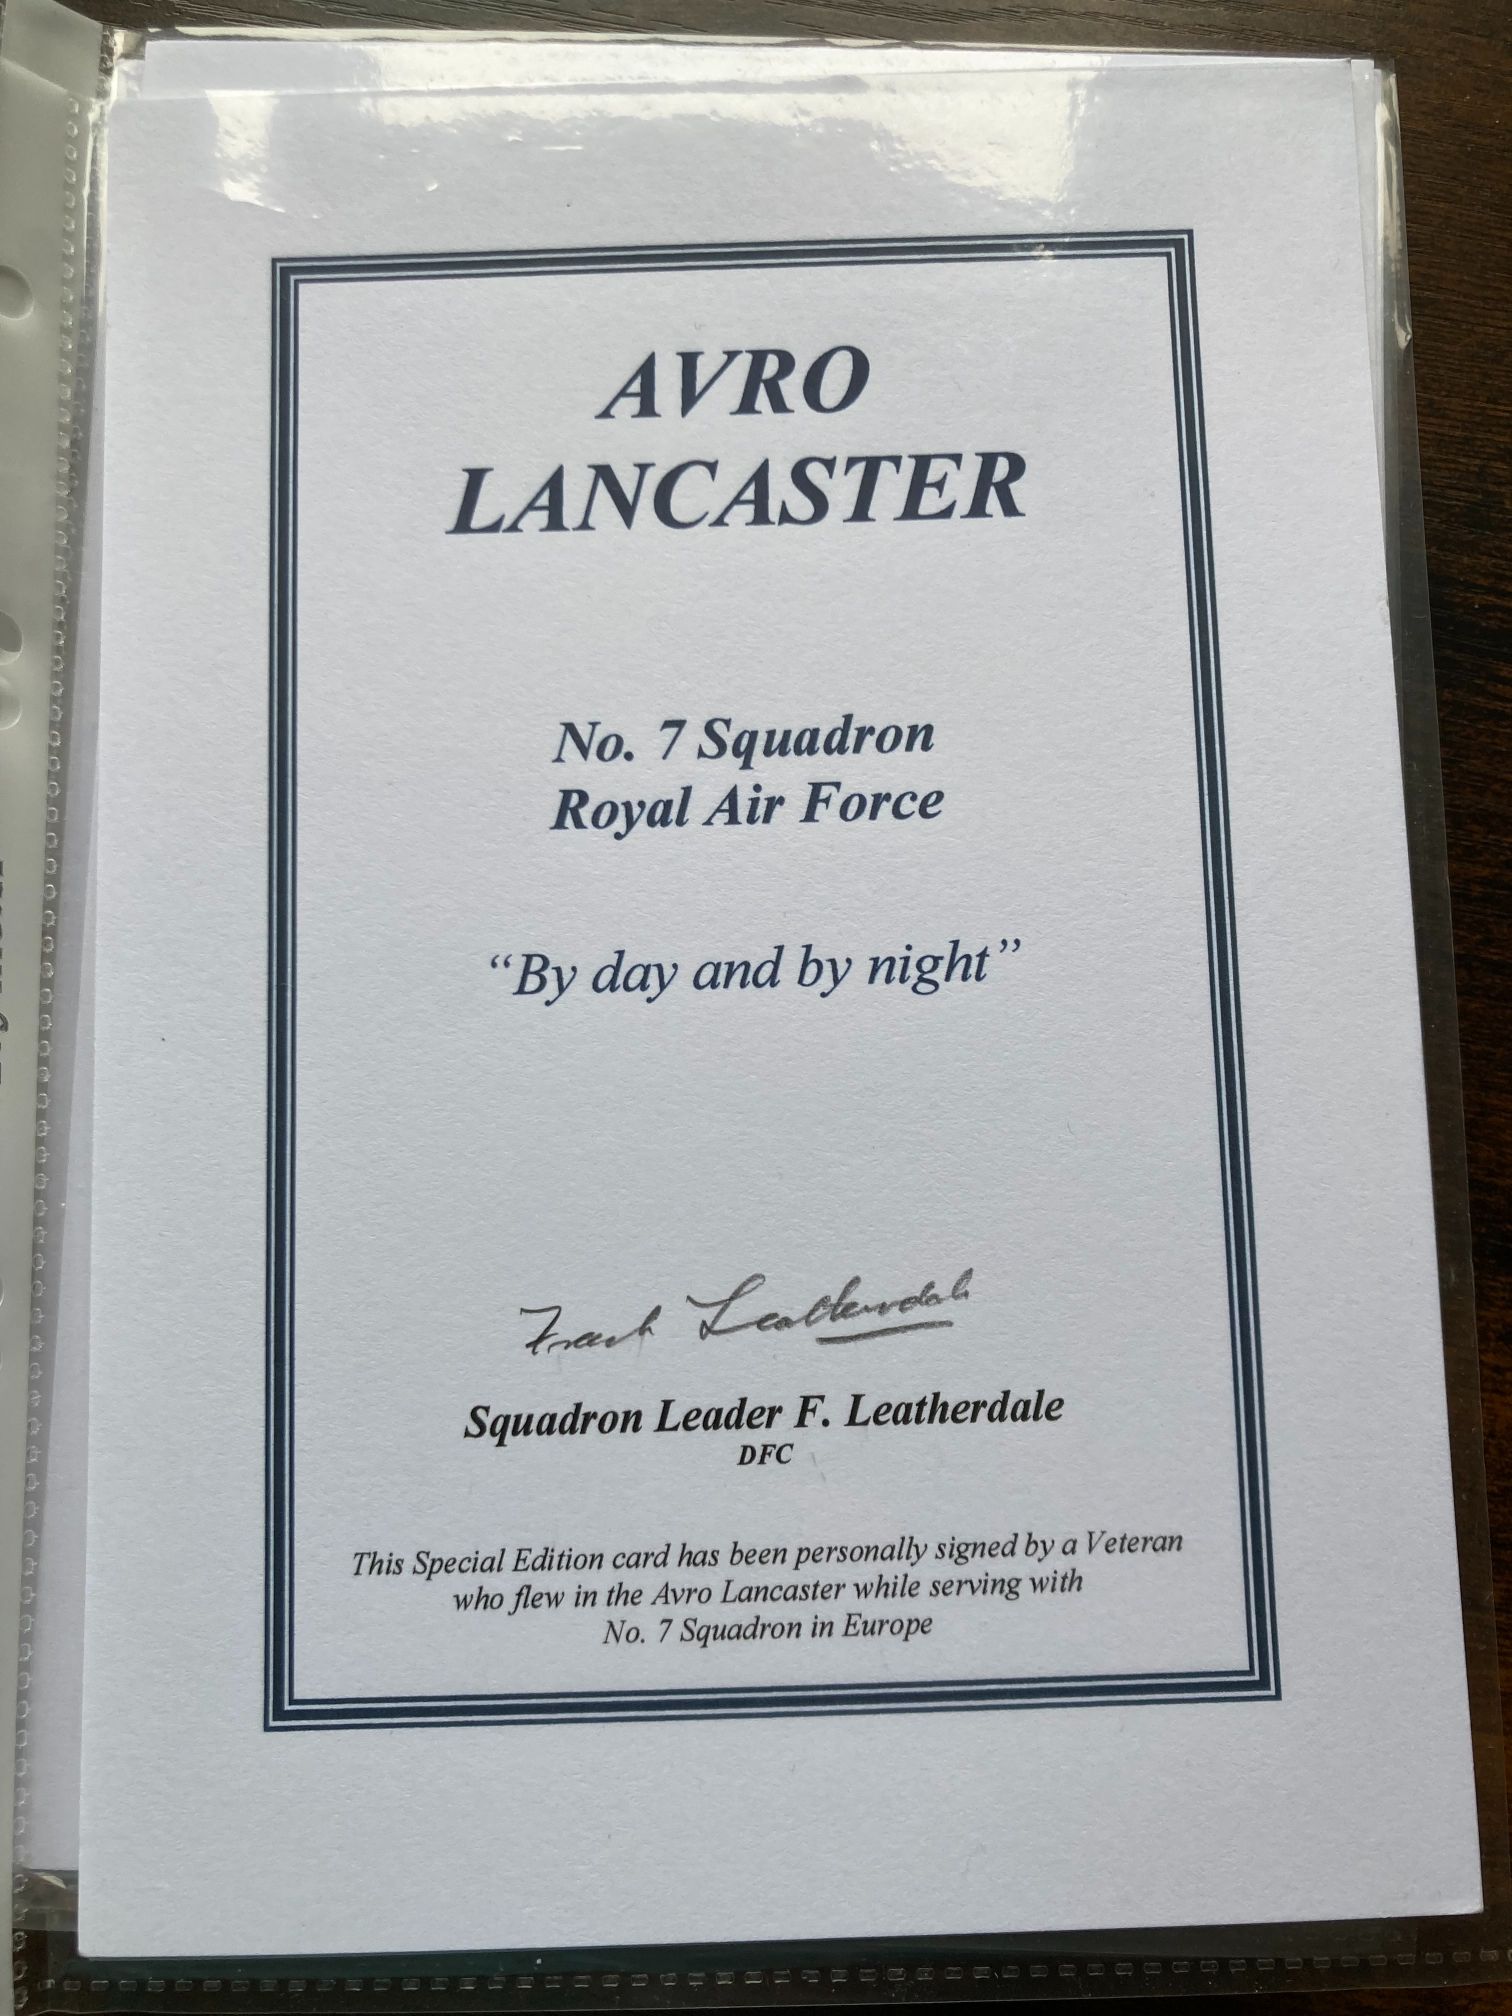 AVRO
LANCASTER
No. 7 Squadron
Royal Air Force
“By day and by night”
Frank Leatherdale
Squadron Leader F. Leatherdale
DFC
This Special Edition card has been personally signed by a Veteran
who flew in the Avro Lancaster while serving with
No. 7 Squadron in Europe